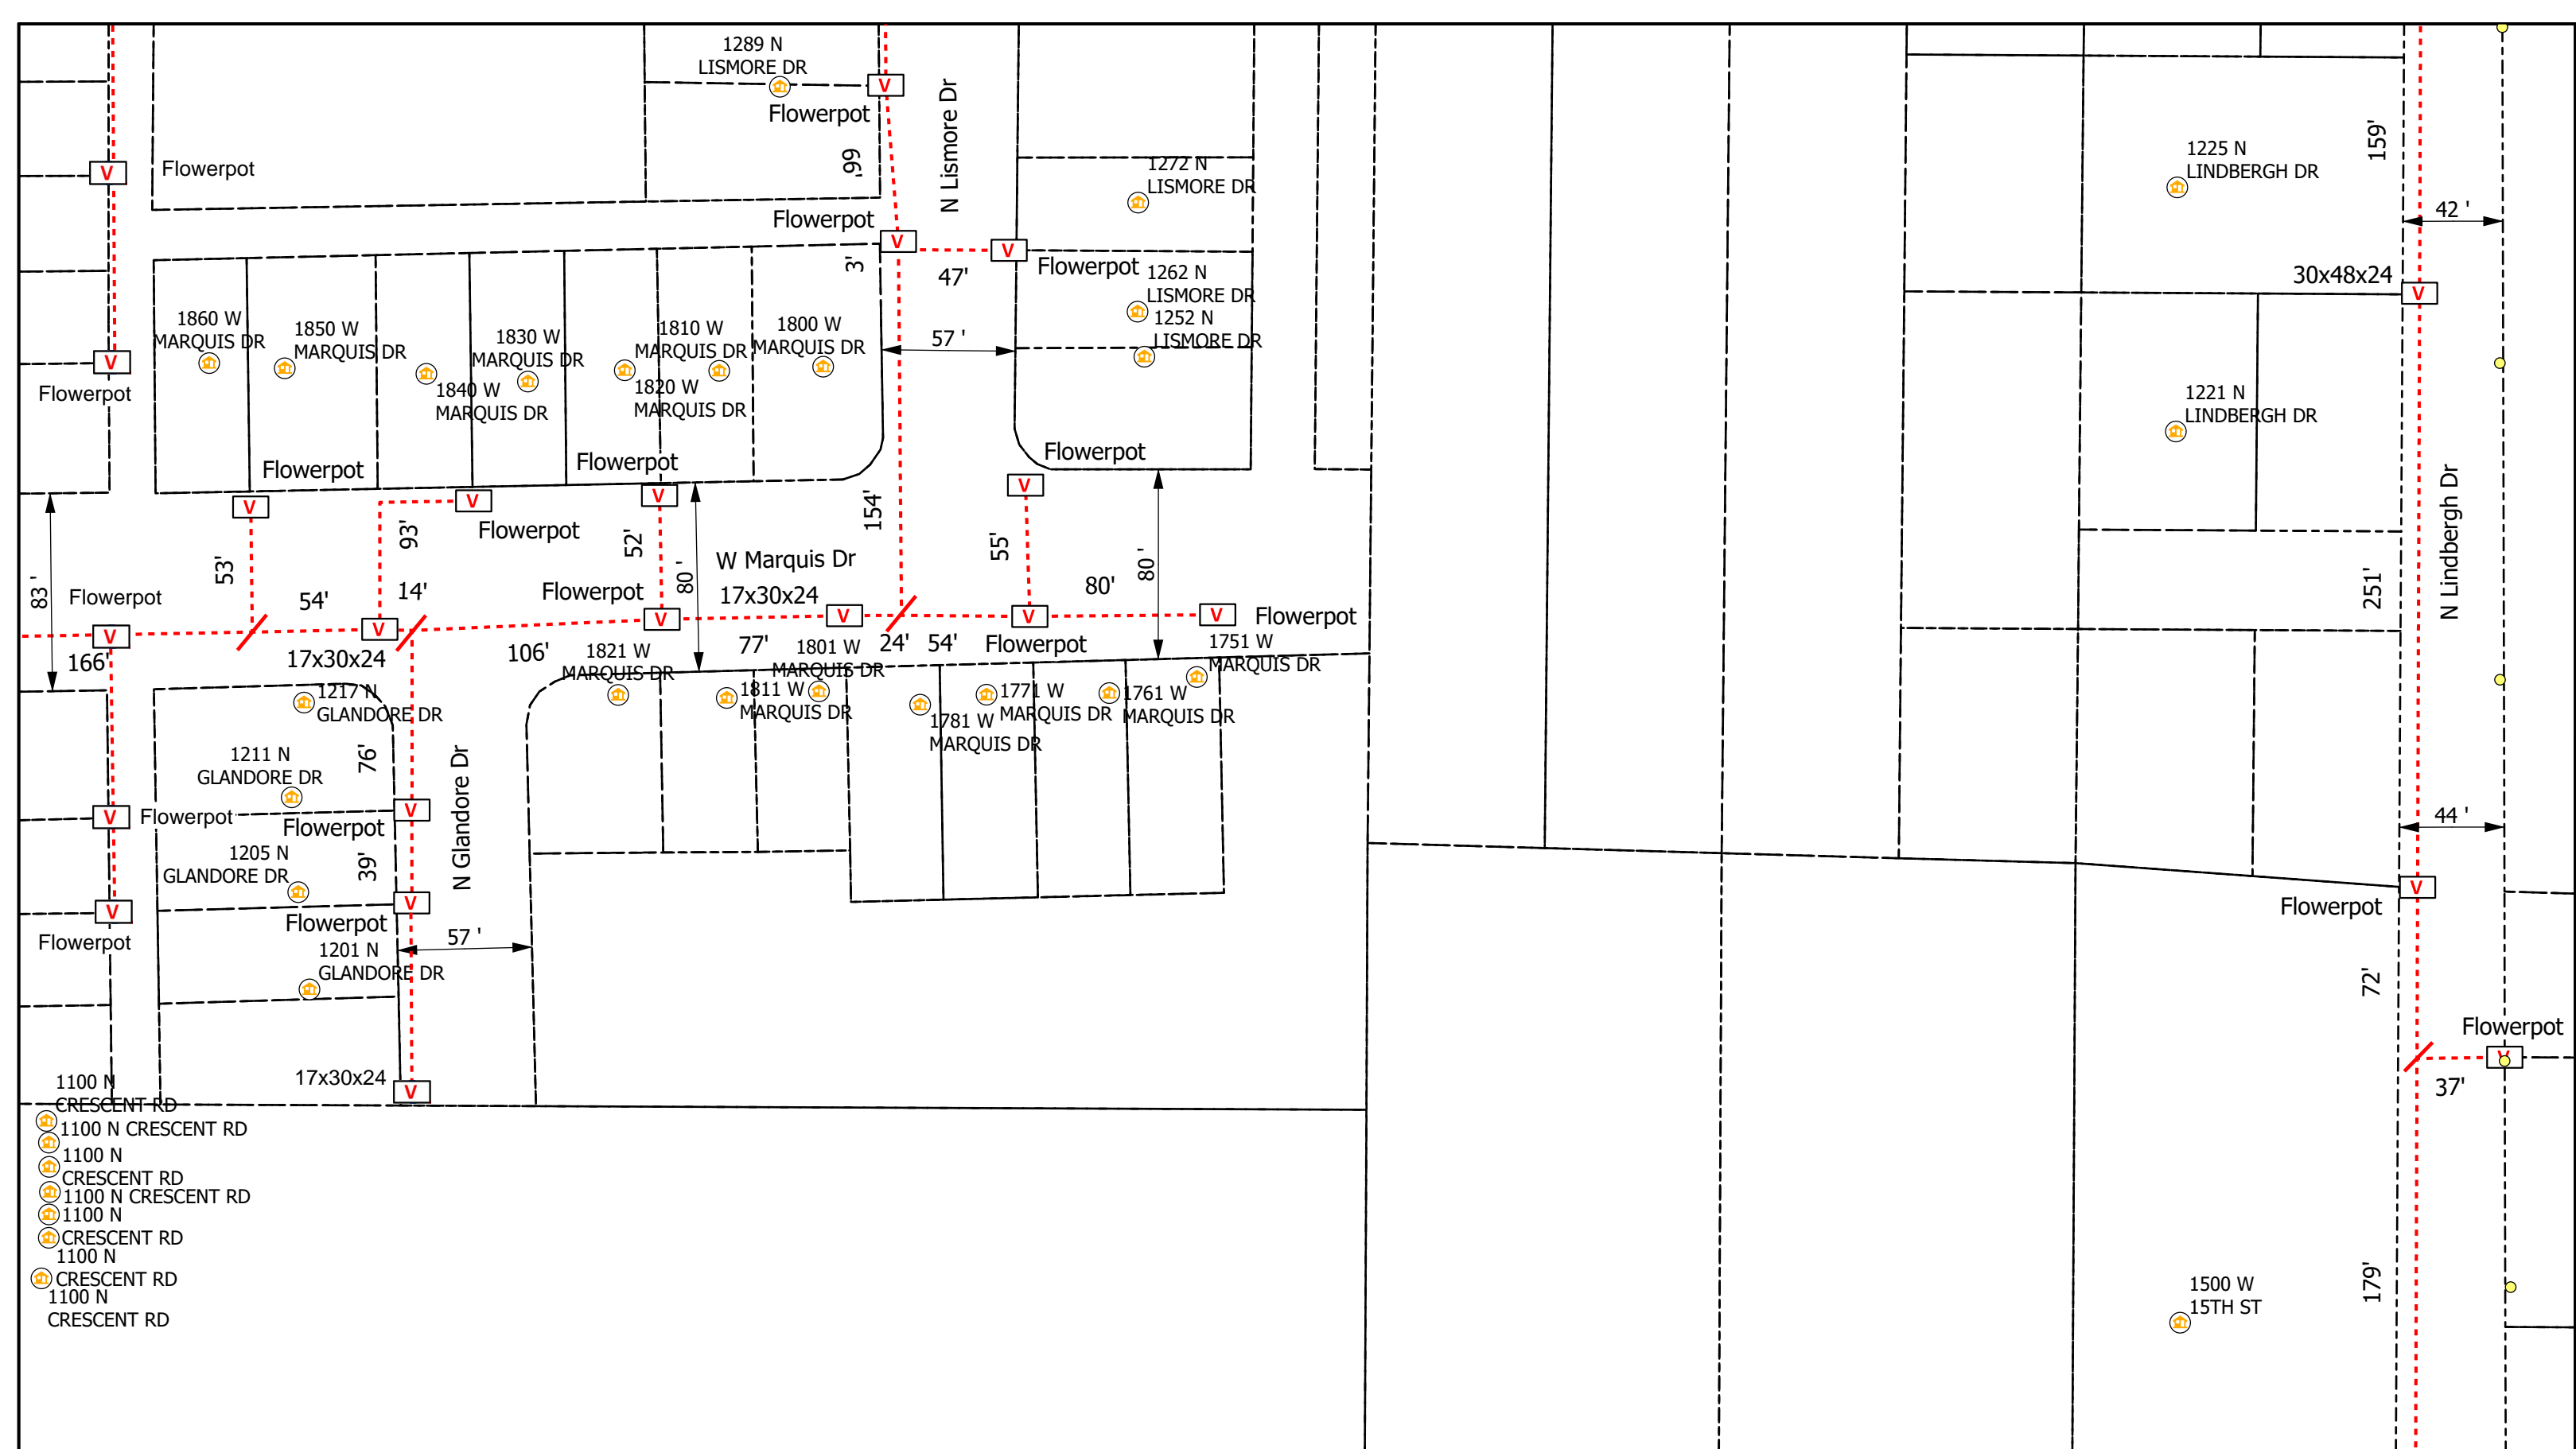 1289 N
LISMORE DR
V
Flowerpot
66'
N Lismore Dr
V
Flowerpot
1272 N
LISMORE DR
1225 N
LINDBERGH DR
159'
42 '
Flowerpot
V
V
3'
47'
Flowerpot
1262 N
LISMORE DR
1252 N
LISMORE DR
30x48x24
V
1860 W
MARQUIS DR
1850 W
MARQUIS DR
1840 W
MARQUIS DR
1830 W
MARQUIS DR
1810 W
MARQUIS DR
1820 W
MARQUIS DR
1800 W
MARQUIS DR
57 '
V
Flowerpot
1221 N
LINDBERGH DR
Flowerpot
Flowerpot
Flowerpot
V
V
V
V
Flowerpot
83 '
53'
93'
52'
80 '
154'
55'
80 '
W Marquis Dr
N Lindbergh Dr
251'
Flowerpot
54'
14'
Flowerpot
17x30x24
80'
V
V
V
V
V
V
Flowerpot
166'
17x30x24
106'
77'
24'
54'
Flowerpot
1821 W
MARQUIS DR
1811 W
MARQUIS DR
1801 W
MARQUIS DR
1781 W
MARQUIS DR
1771 W
MARQUIS DR
1761 W
MARQUIS DR
1751 W
MARQUIS DR
1217 N
GLANDORE DR
76'
1211 N
GLANDORE DR
N Glandore Dr
V
Flowerpot
V
Flowerpot
44 '
1205 N
GLANDORE DR
39'
V
Flowerpot
V
Flowerpot
V
Flowerpot
57 '
1201 N
GLANDORE DR
72'
Flowerpot
V
37'
17x30x24
V
1100 N
CRESCENT RD
1100 N CRESCENT RD
1100 N
CRESCENT RD
1100 N CRESCENT RD
1100 N
CRESCENT RD
1100 N
CRESCENT RD
1100 N
CRESCENT RD
179'
1500 W
15TH ST